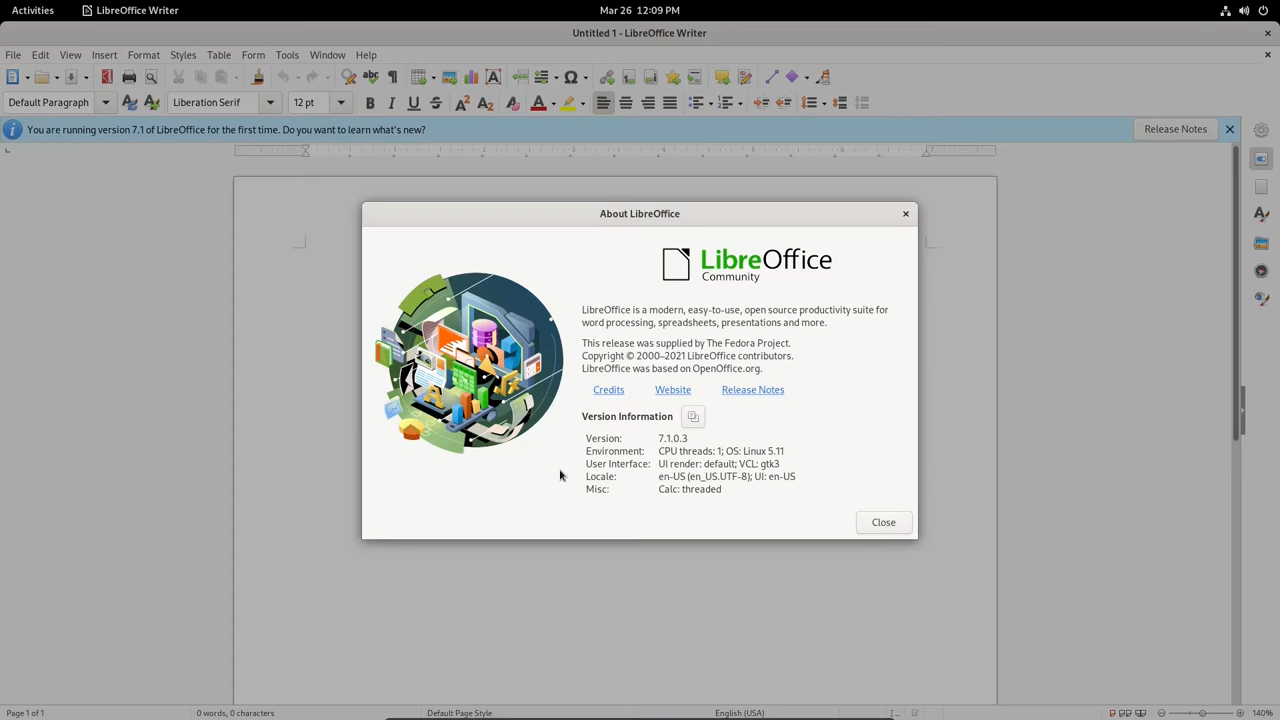 Activities LibreOffice Writer Mar 26 12:09 PM
Untitled 1 - LibreOffice Writer
File Edit View Insert Format Styles Table Form Tools Window Help
Default Paragraph Liberation Serif 12 pt
You are running version 7.1 of LibreOffice for the first time. Do you want to learn what's new? Release Notes
About LibreOffice
LibreOffice
Community
LibreOffice is a modern, easy-to-use, open source productivity suite for
word processing, spreadsheets, presentations and more.
This release was supplied by The Fedora Project.
Copyright © 2000–2021 LibreOffice contributors.
LibreOffice was based on OpenOffice.org.
Credits Website Release Notes
Version Information
Version: 7.1.0.3
Environment: CPU threads: 1; OS: Linux 5.11
User Interface: UI render: default; VCL: gtk3
Locale: en-US (en_US.UTF-8); UI: en-US
Misc: Calc: threaded
Close
Page 1 of 1 0 words, 0 characters Default Page Style English (USA) 140%